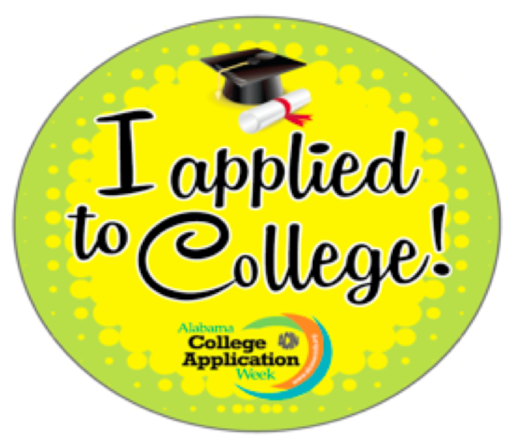 I applied
to College!
Alabama
College
Application
Week